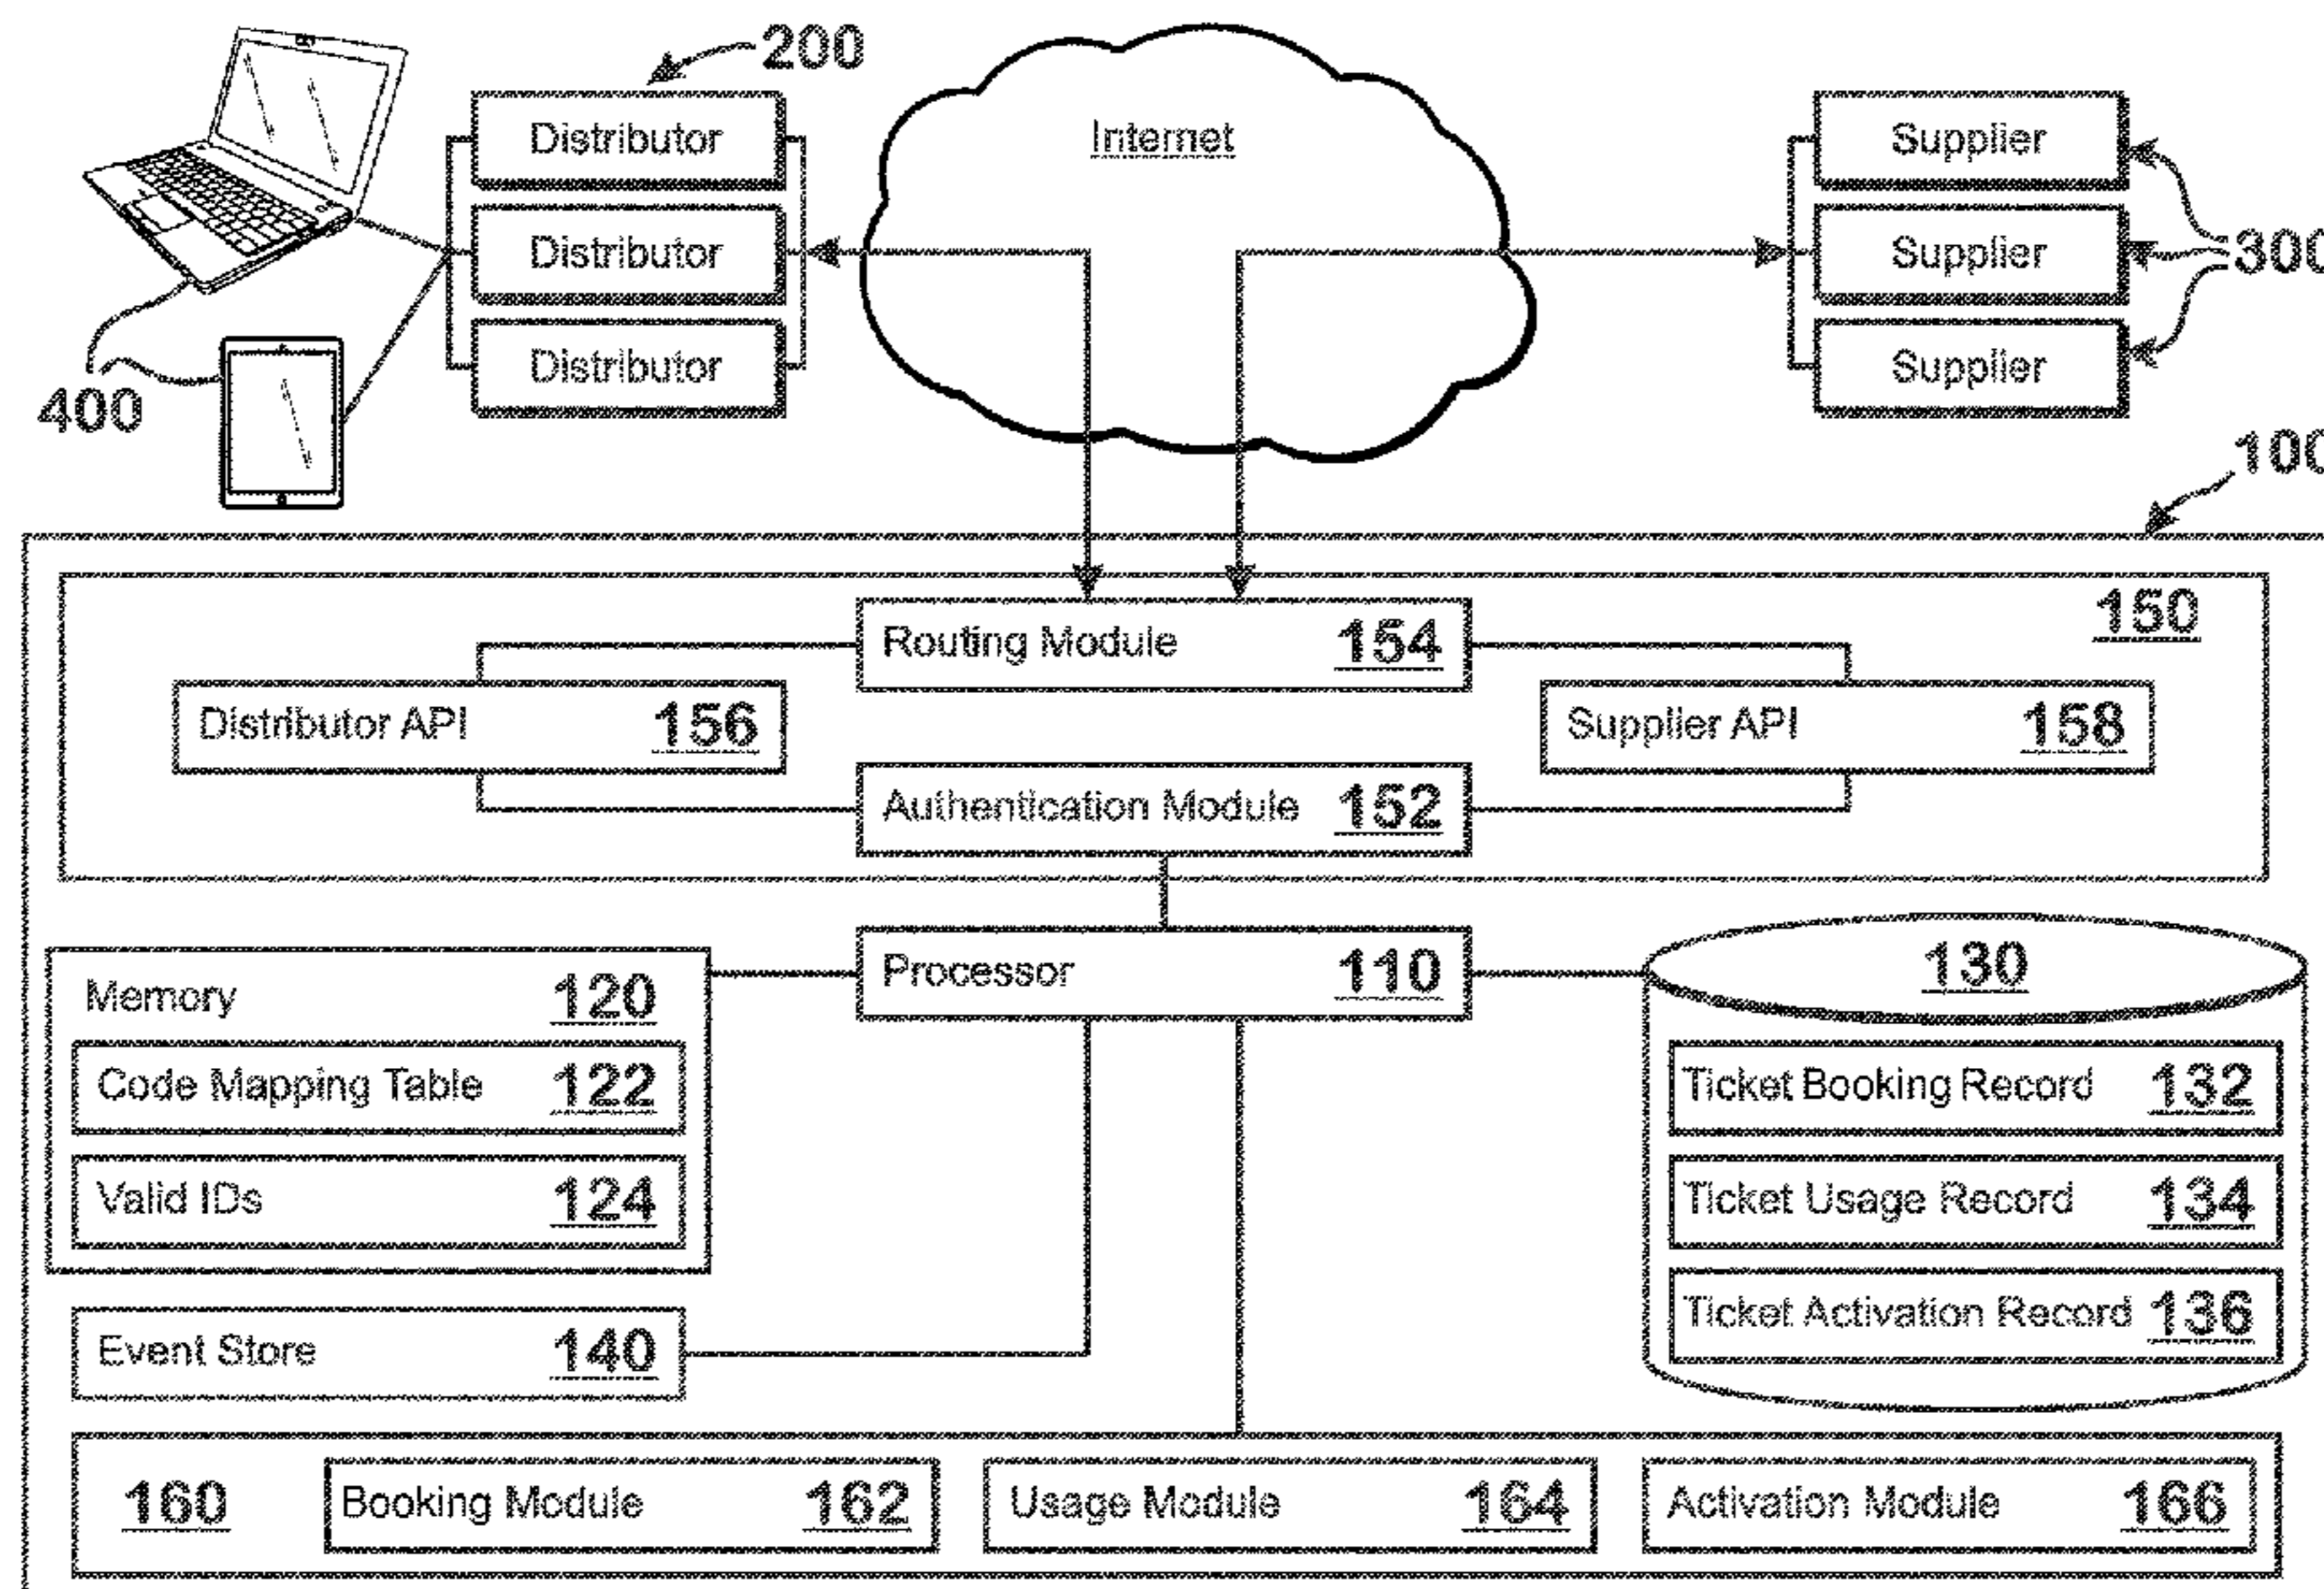 200
Distributor
Distributor
Distributor
Internet
Supplier
Supplier
Supplier
300
400
100
150
Routing Module 154
Distributor API 156
Supplier API 158
Authentication Module 152
Processor 110
130
Memory 120
Code Mapping Table 122
Valid IDs 124
Ticket Booking Record 132
Ticket Usage Record 134
Ticket Activation Record 136
Event Store 140
160
Booking Module 162
Usage Module 164
Activation Module 166